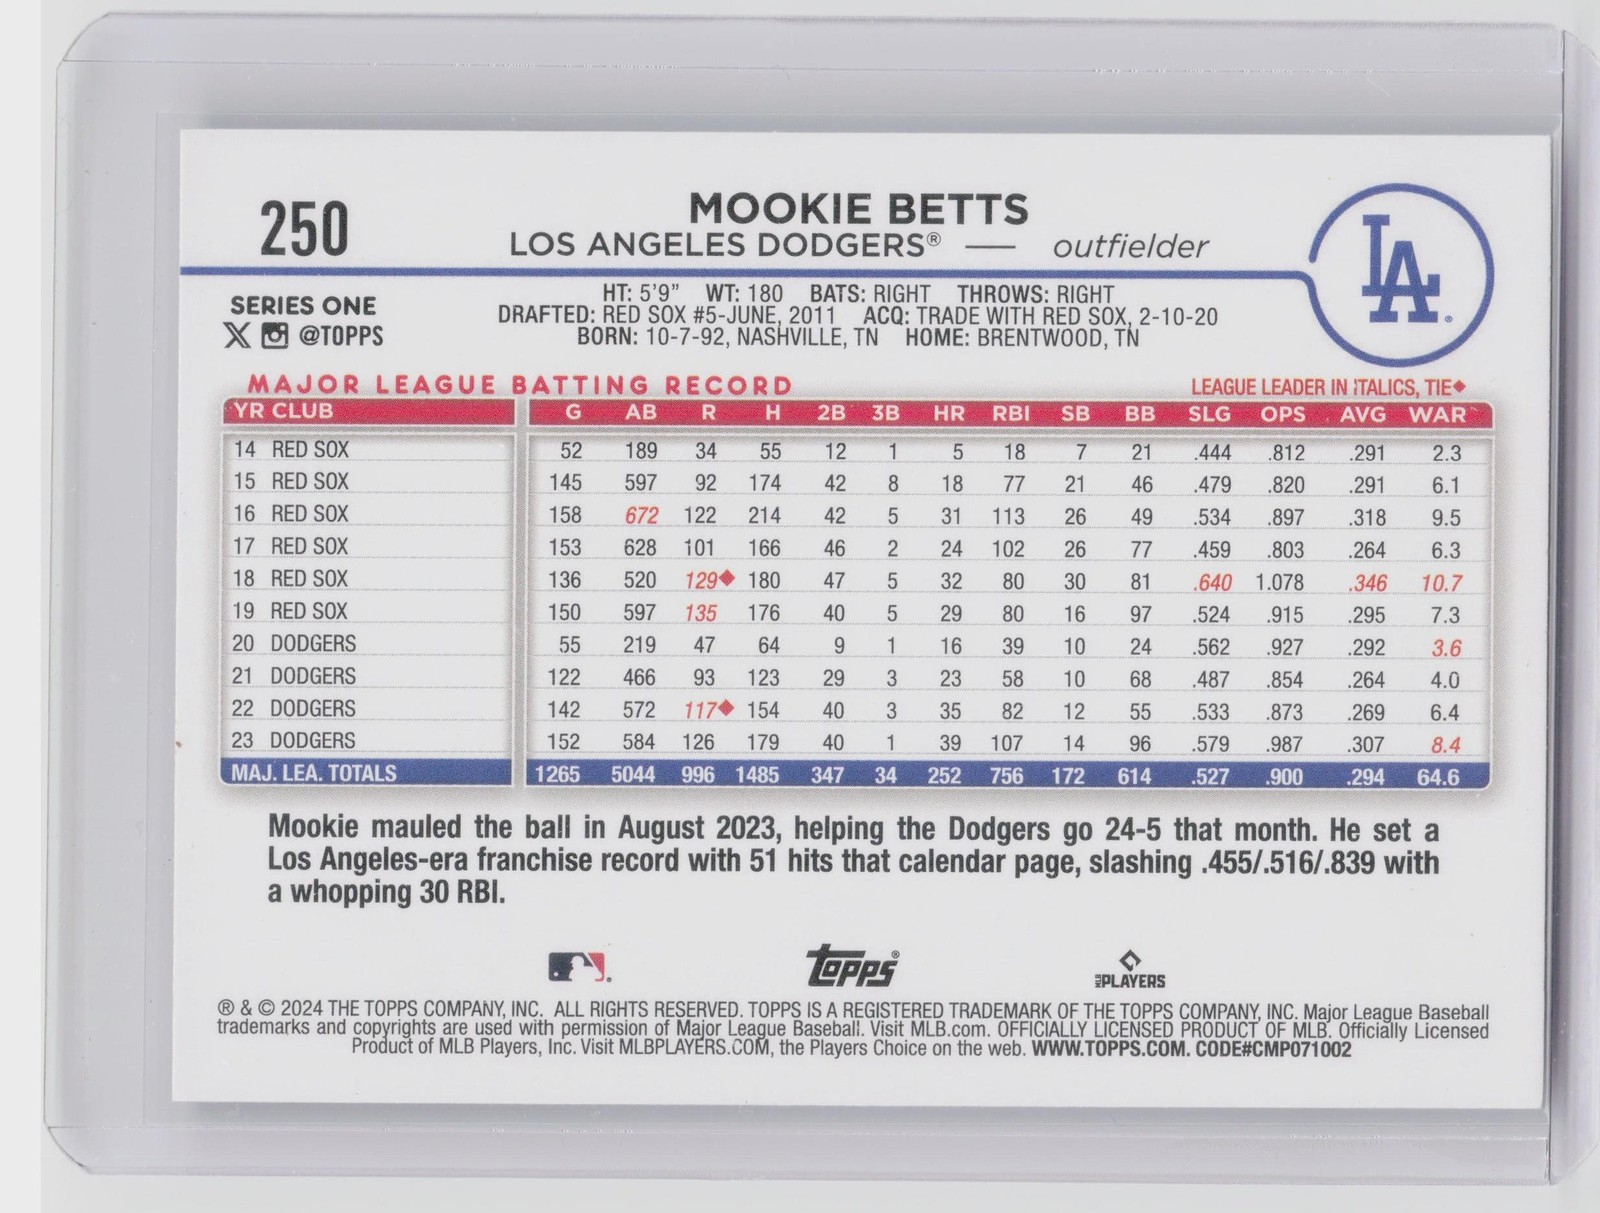 250
MOOKIE BETTS
LOS ANGELES DODGERS® — outfielder
LA
SERIES ONE
@TOPPS
HT: 5'9" WT: 180 BATS: RIGHT THROWS: RIGHT
DRAFTED: RED SOX #5-JUNE, 2011 ACQ: TRADE WITH RED SOX, 2-10-20
BORN: 10-7-92, NASHVILLE, TN HOME: BRENTWOOD, TN
MAJOR LEAGUE BATTING RECORD LEAGUE LEADER IN ITALICS, TIE◆
YR CLUB G AB R H 2B 3B HR RBI SB BB SLG OPS AVG WAR
14 RED SOX 52 189 34 55 12 1 5 18 7 21 .444 .812 .291 2.3
15 RED SOX 145 597 92 174 42 8 18 77 21 46 .479 .820 .291 6.1
16 RED SOX 158 672 122 214 42 5 31 113 26 49 .534 .897 .318 9.5
17 RED SOX 153 628 101 166 46 2 24 102 26 77 .459 .803 .264 6.3
18 RED SOX 136 520 129◆ 180 47 5 32 80 30 81 .640 1.078 .346 10.7
19 RED SOX 150 597 135 176 40 5 29 80 16 97 .524 .915 .295 7.3
20 DODGERS 55 219 47 64 9 1 16 39 10 24 .562 .927 .292 3.6
21 DODGERS 122 466 93 123 29 3 23 58 10 68 .487 .854 .264 4.0
22 DODGERS 142 572 117◆ 154 40 3 35 82 12 55 .533 .873 .269 6.4
23 DODGERS 152 584 126 179 40 1 39 107 14 96 .579 .987 .307 8.4
MAJ. LEA. TOTALS 1265 5044 996 1485 347 34 252 756 172 614 .527 .900 .294 64.6
Mookie mauled the ball in August 2023, helping the Dodgers go 24-5 that month. He set a
Los Angeles-era franchise record with 51 hits that calendar page, slashing .455/.516/.839 with
a whopping 30 RBI.
Topps®
MLB PLAYERS
® & © 2024 THE TOPPS COMPANY, INC. ALL RIGHTS RESERVED. TOPPS IS A REGISTERED TRADEMARK OF THE TOPPS COMPANY, INC. Major League Baseball
trademarks and copyrights are used with permission of Major League Baseball. Visit MLB.com. OFFICIALLY LICENSED PRODUCT OF MLB. Officially Licensed
Product of MLB Players, Inc. Visit MLBPLAYERS.COM, the Players Choice on the web. WWW.TOPPS.COM. CODE#CMP071002